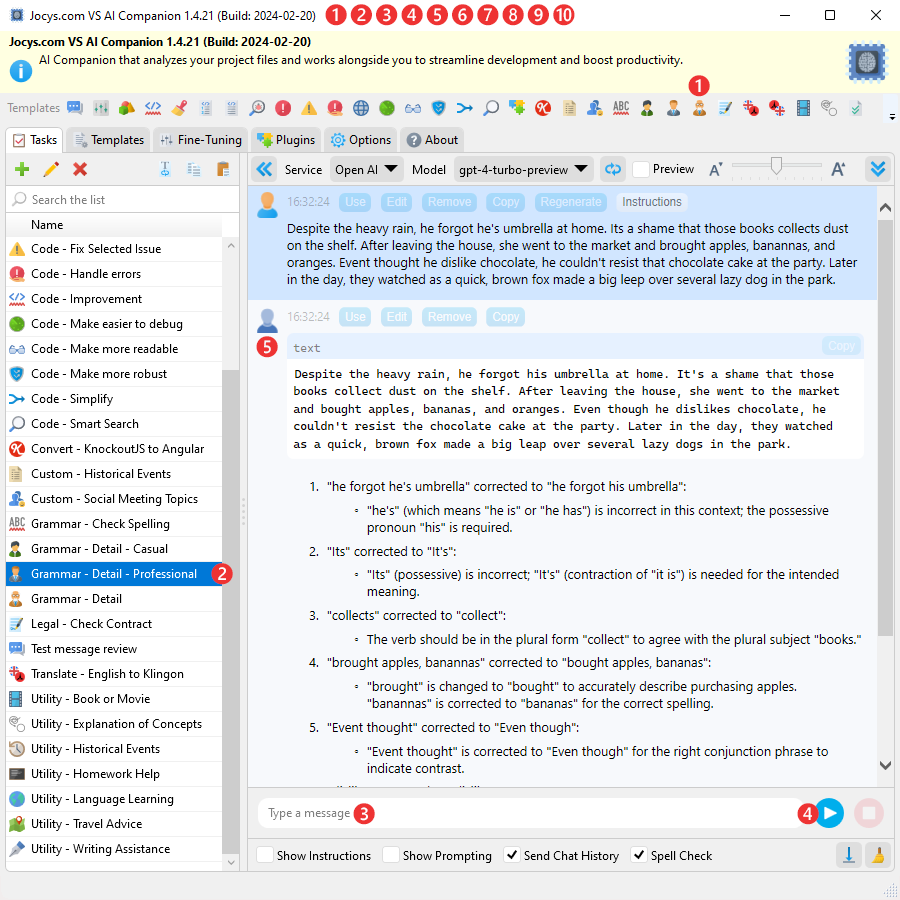 Jocys.com VS AI Companion 1.4.21 (Build: 2024-02-20) 1 2 3 4 5 6 7 8 9 10
Jocys.com VS AI Companion 1.4.21 (Build: 2024-02-20)
AI Companion that analyzes your project files and works alongside you to streamline development and boost productivity.
1
Templates
Tasks Templates Fine-Tuning Plugins Options About
Service Open AI Model gpt-4-turbo-preview Preview A A
Search the list
Name
Code - Fix Selected Issue
Code - Handle errors
Code - Improvement
Code - Make easier to debug
Code - Make more readable
Code - Make more robust
Code - Simplify
Code - Smart Search
Convert - KnockoutJS to Angular
Custom - Historical Events
Custom - Social Meeting Topics
ABC Grammar - Check Spelling
Grammar - Detail - Casual
Grammar - Detail - Professional 2
Grammar - Detail
Legal - Check Contract
Test message review
Translate - English to Klingon
Utility - Book or Movie
Utility - Explanation of Concepts
Utility - Historical Events
Utility - Homework Help
Utility - Language Learning
Utility - Travel Advice
Utility - Writing Assistance
16:32:24 Use Edit Remove Copy Regenerate Instructions
Despite the heavy rain, he forgot he's umbrella at home. Its a shame that those books collects dust
on the shelf. After leaving the house, she went to the market and brought apples, banannas, and
oranges. Event thought he dislike chocolate, he couldn't resist that chocolate cake at the party. Later
in the day, they watched as a quick, brown fox made a big leep over several lazy dog in the park.
16:32:24 Use Edit Remove Copy
5
text Copy
Despite the heavy rain, he forgot his umbrella at home. It's a shame that those
books collect dust on the shelf. After leaving the house, she went to the market
and bought apples, bananas, and oranges. Even though he dislikes chocolate, he
couldn't resist the chocolate cake at the party. Later in the day, they watched
as a quick, brown fox made a big leap over several lazy dogs in the park.
1. "he forgot he's umbrella" corrected to "he forgot his umbrella":
◦ "he's" (which means "he is" or "he has") is incorrect in this context; the possessive
pronoun "his" is required.
2. "Its" corrected to "It's":
◦ "Its" (possessive) is incorrect; "It's" (contraction of "it is") is needed for the intended
meaning.
3. "collects" corrected to "collect":
◦ The verb should be in the plural form "collect" to agree with the plural subject "books."
4. "brought apples, banannas" corrected to "bought apples, bananas":
◦ "brought" is changed to "bought" to accurately describe purchasing apples.
"banannas" is corrected to "bananas" for the correct spelling.
5. "Event thought" corrected to "Even though":
◦ "Event thought" is corrected to "Even though" for the right conjunction phrase to
indicate contrast.
Type a message 3 4
Show Instructions Show Prompting Send Chat History Spell Check